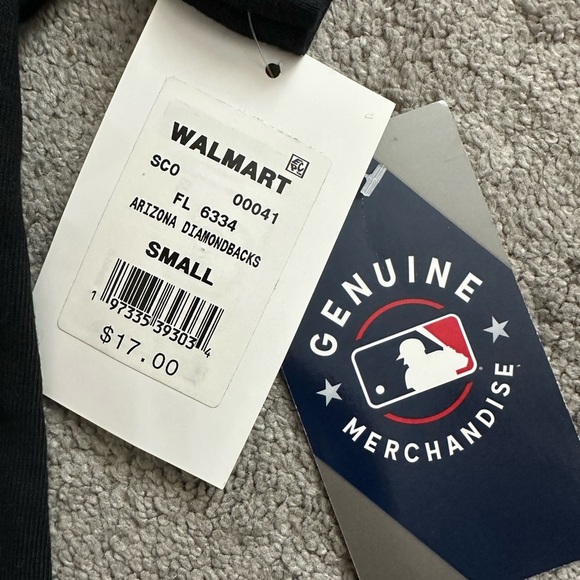 WALMART
SCO 00041
FL 6334
ARIZONA DIAMONDBACKS
SMALL
1 97335 39303 4
$17.00
GENUINE
MERCHANDISE